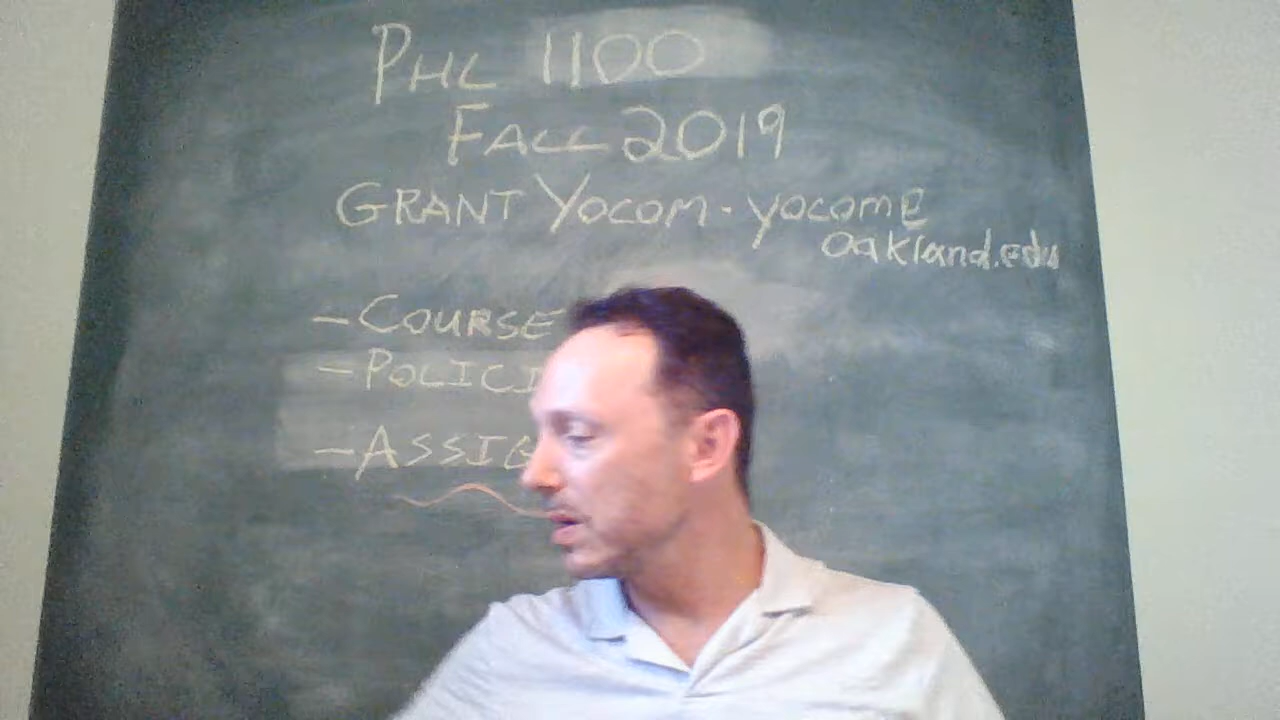 PHL 1100
FALL 2019
GRANT YOCOM - yocom@
oakland.edu
- COURSE
- POLICI
- ASSIG